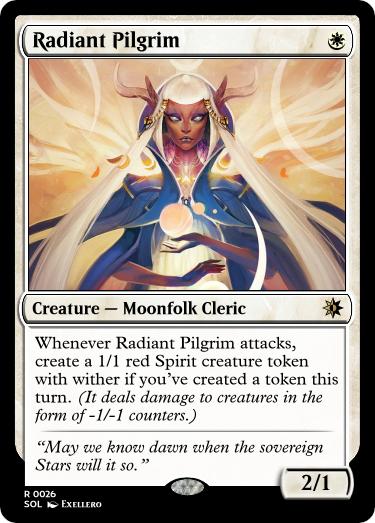 Radiant Pilgrim
Creature — Moonfolk Cleric
Whenever Radiant Pilgrim attacks,
create a 1/1 red Spirit creature token
with wither if you’ve created a token this
turn. (It deals damage to creatures in the
form of -1/-1 counters.)
“May we know dawn when the sovereign
Stars will it so.”
2/1
R 0026
SOL Exellero